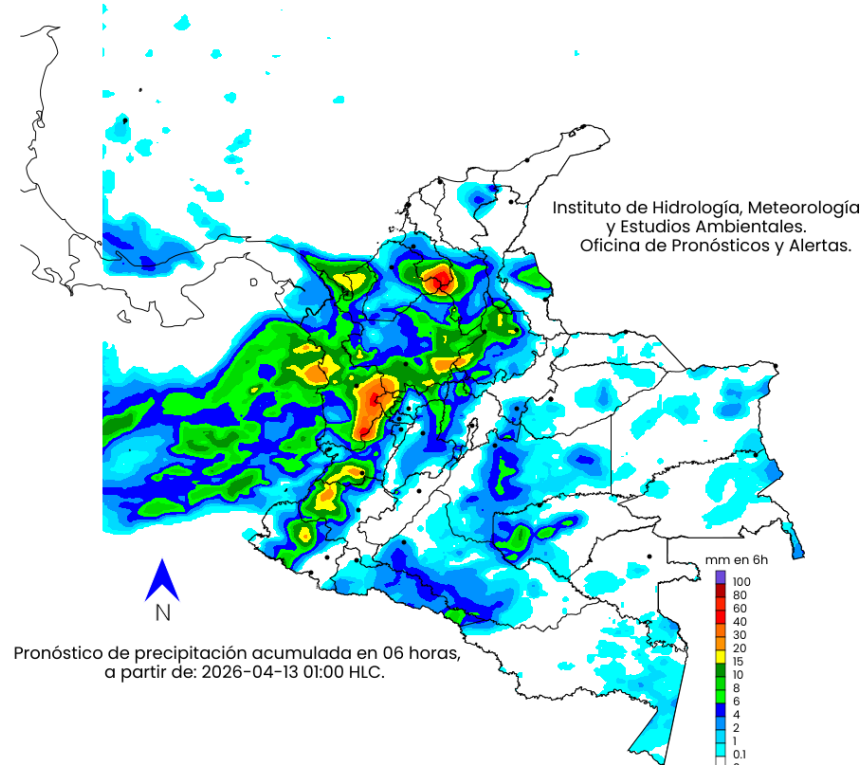 Instituto de Hidrología, Meteorología
y Estudios Ambientales.
Oficina de Pronósticos y Alertas.
N
Pronóstico de precipitación acumulada en 06 horas,
a partir de: 2026-04-13 01:00 HLC.
mm en 6h
100
80
60
40
30
20
15
10
8
6
4
2
1
0.1